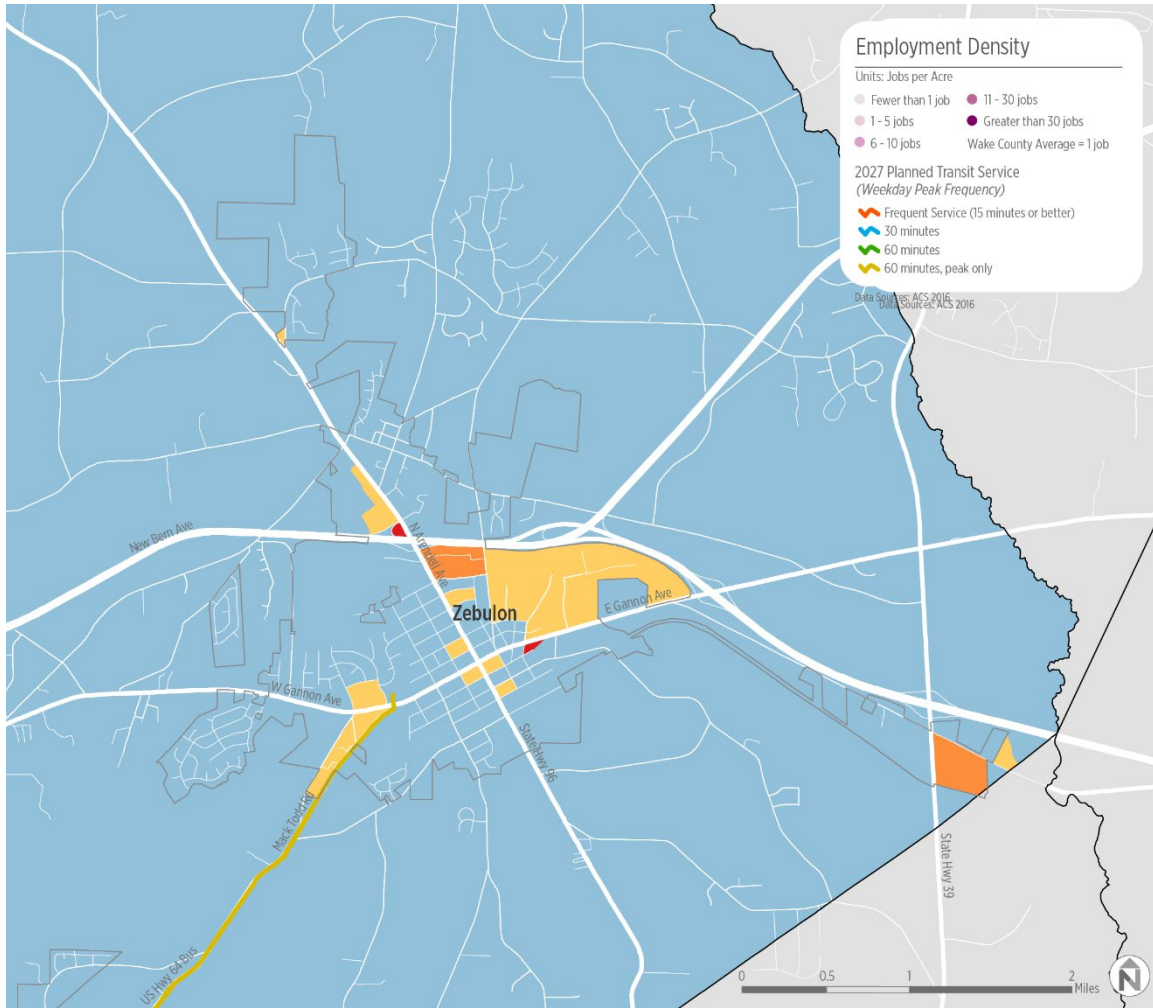 Employment Density
Units: Jobs per Acre
Fewer than 1 job
11 - 30 jobs
1 - 5 jobs
Greater than 30 jobs
6 - 10 jobs
Wake County Average = 1 job
2027 Planned Transit Service
(Weekday Peak Frequency)
Frequent Service (15 minutes or better)
30 minutes
60 minutes
60 minutes, peak only
Data Sources: ACS 2016
Data Sources: ACS 2016
New Bern Ave
N Arendell Ave
Zebulon
E Gannon Ave
W Gannon Ave
State Hwy 96
Mack Todd Rd
State Hwy 39
US Hwy 64 Bus
0 0.5 1 2
Miles
N